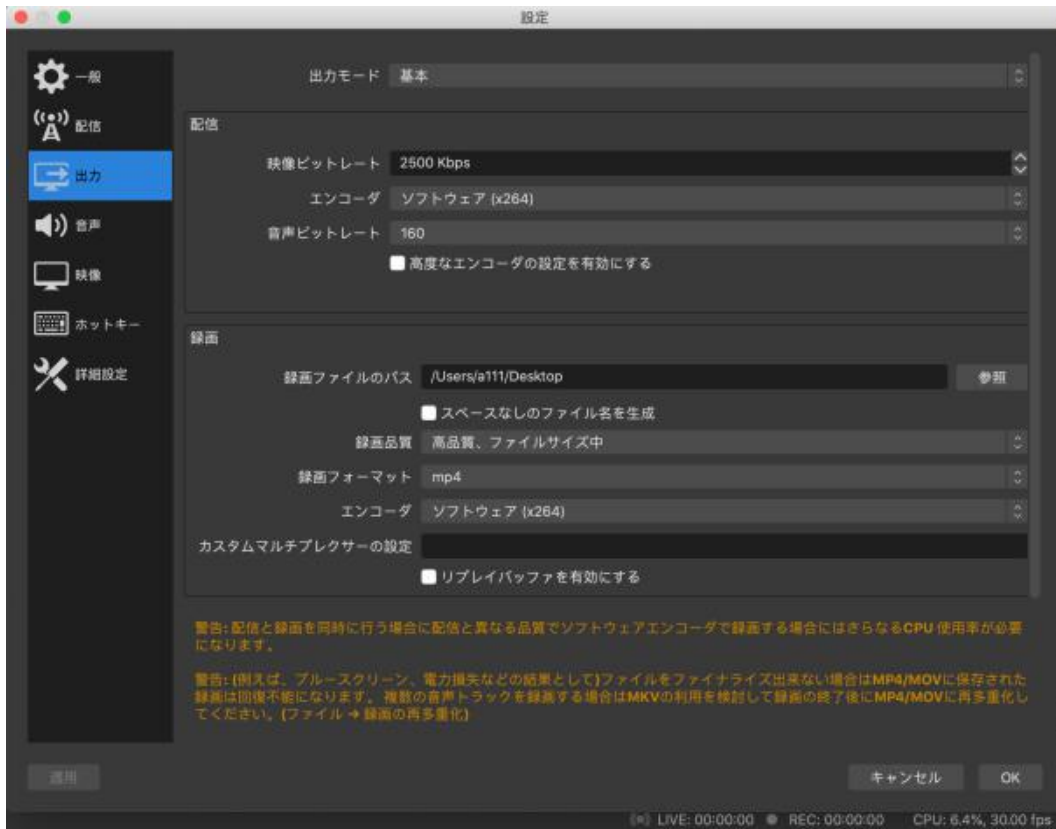 設定
一般
配信
出力
音声
映像
ホットキー
詳細設定
出力モード 基本
配信
映像ビットレート 2500 Kbps
エンコーダ ソフトウェア (x264)
音声ビットレート 160
高度なエンコーダの設定を有効にする
録画
録画ファイルのパス /Users/a111/Desktop 参照
スペースなしのファイル名を生成
録画品質 高品質、ファイルサイズ中
録画フォーマット mp4
エンコーダ ソフトウェア (x264)
カスタムマルチプレクサーの設定
リプレイバッファを有効にする
警告: 配信と録画を同時に行う場合に配信と異なる品質でソフトウェアエンコーダで録画する場合にはさらなるCPU 使用率が必要
になります。
警告: (例えば、ブルースクリーン、電力損失などの結果として)ファイルをファイナライズ出来ない場合はMP4/MOVに保存された
録画は回復不能になります。 複数の音声トラックを録画する場合はMKVの利用を検討して録画の終了後にMP4/MOVに再多重化し
てください。(ファイル → 録画の再多重化)
適用 キャンセル OK
LIVE: 00:00:00 REC: 00:00:00 CPU: 6.4%, 30.00 fps